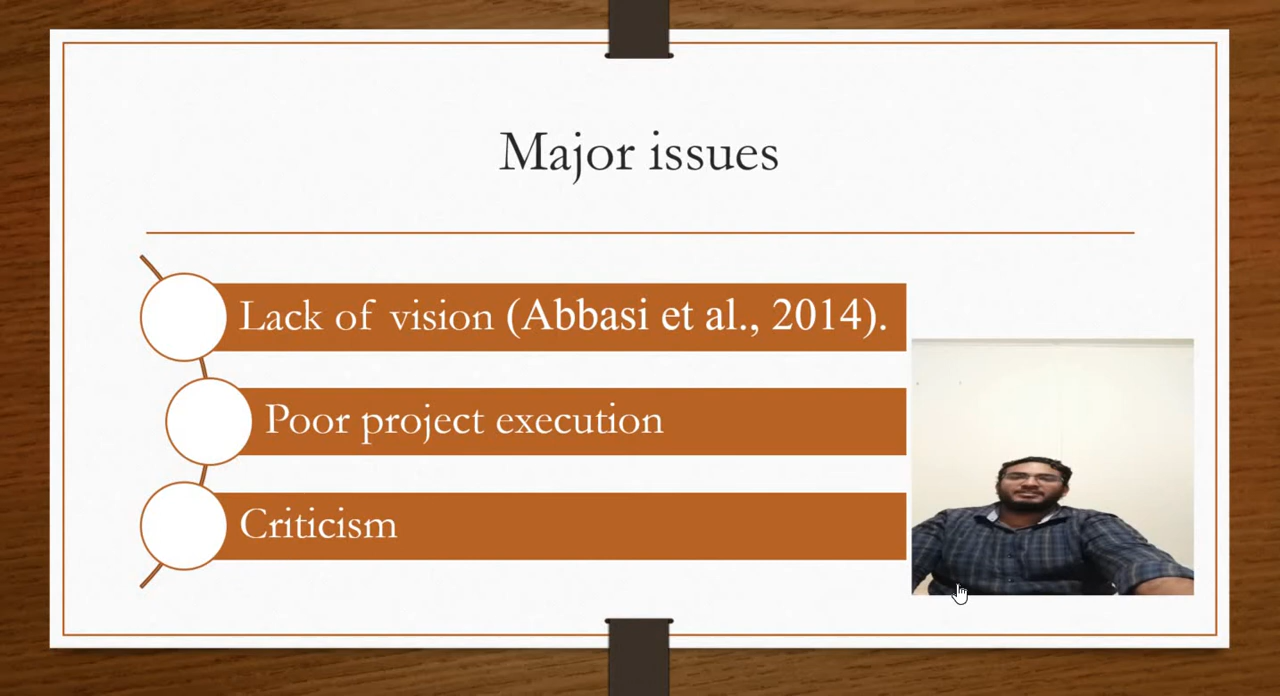 Major issues
Lack of vision (Abbasi et al., 2014).
Poor project execution
Criticism